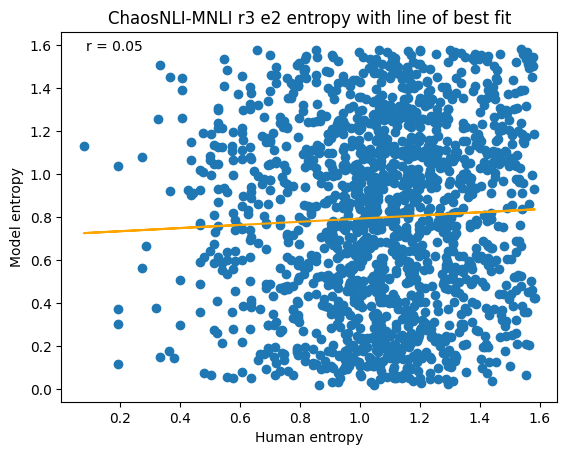 ChaosNLI-MNLI r3 e2 entropy with line of best fit
r = 0.05
1.6
1.4
1.2
1.0
0.8
0.6
0.4
0.2
0.0
Model entropy
0.2 0.4 0.6 0.8 1.0 1.2 1.4 1.6
Human entropy